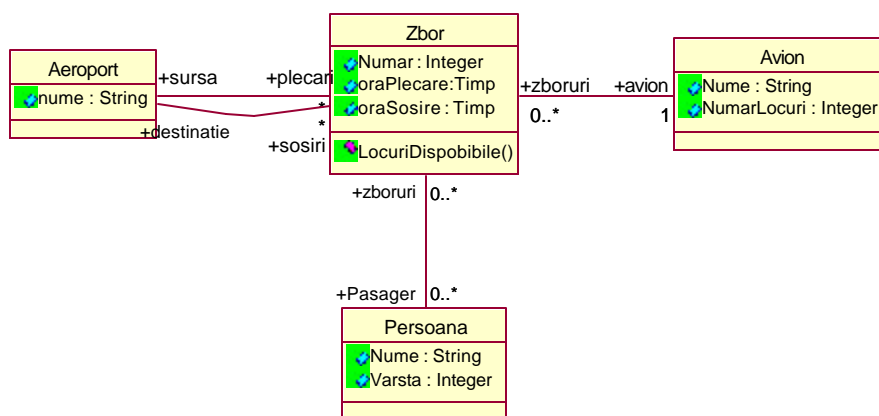 Aeroport
nume : String
+sursa
+destinatie
+plecari
*
*
+sosiri
Zbor
Numar : Integer
oraPlecare:Timp
oraSosire : Timp
LocuriDispobibile()
+zboruri
0..*
+avion
1
Avion
Nume : String
NumarLocuri : Integer
+zboruri
0..*
+Pasager
0..*
Persoana
Nume : String
Varsta : Integer